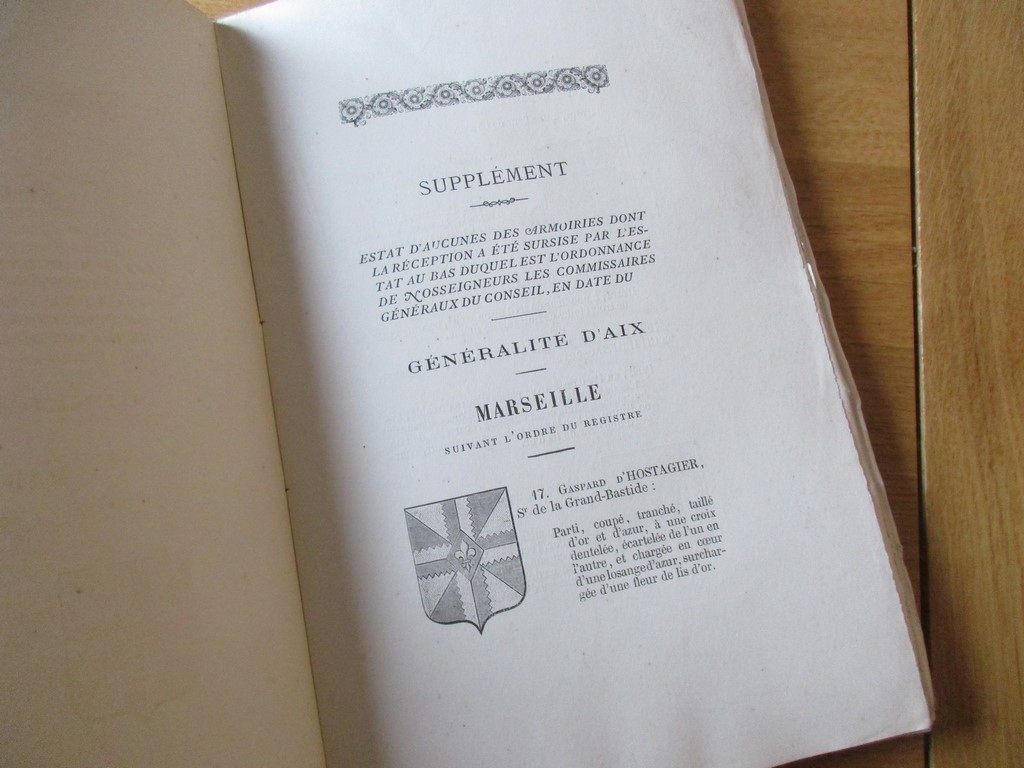 SUPPLÉMENT
ESTAT D'AUCUNES DES ARMOIRIES DONT
LA RÉCEPTION A ÉTÉ SURSISE PAR L'ES-
TAT AU BAS DUQUEL EST L'ORDONNANCE
DE NOSSEIGNEURS LES COMMISSAIRES
GÉNÉRAUX DU CONSEIL, EN DATE DU
GÉNÉRALITÉ D'AIX
MARSEILLE
SUIVANT L'ORDRE DU REGISTRE
17. GASPARD D'HOSTAGIER,
Sr de la Grand-Bastide :
Parti, coupé, tranché, taillé
d'or et d'azur, à une croix
dentelée, écartelée de l'un en
l'autre, et chargée en cœur
d'une losange d'azur, surchar-
gée d'une fleur de lis d'or.